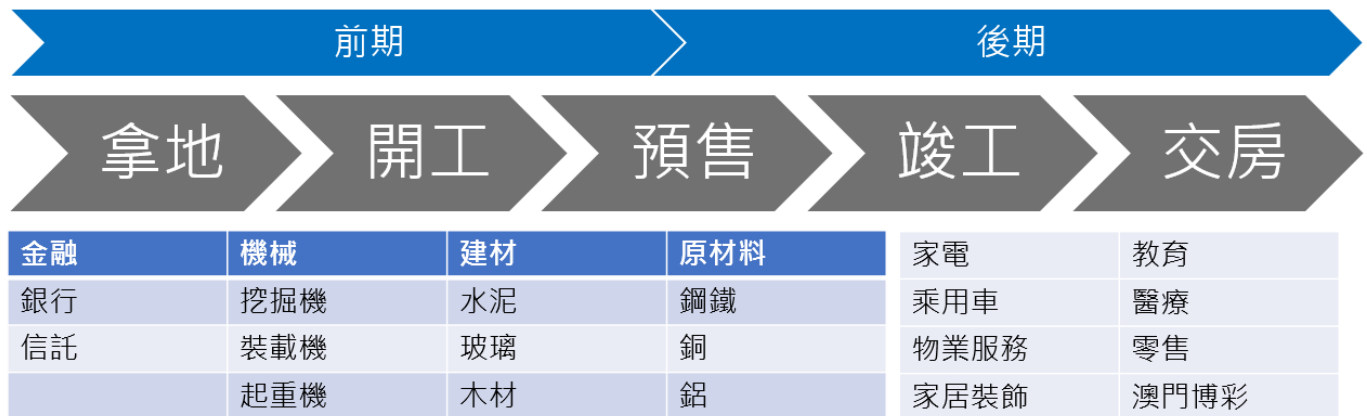 前期 後期
拿地 開工 預售 竣工 交房
金融 機械 建材 原材料 家電 教育
銀行 挖掘機 水泥 鋼鐵 乘用車 醫療
信託 裝載機 玻璃 銅 物業服務 零售
起重機 木材 鋁 家居裝飾 澳門博彩